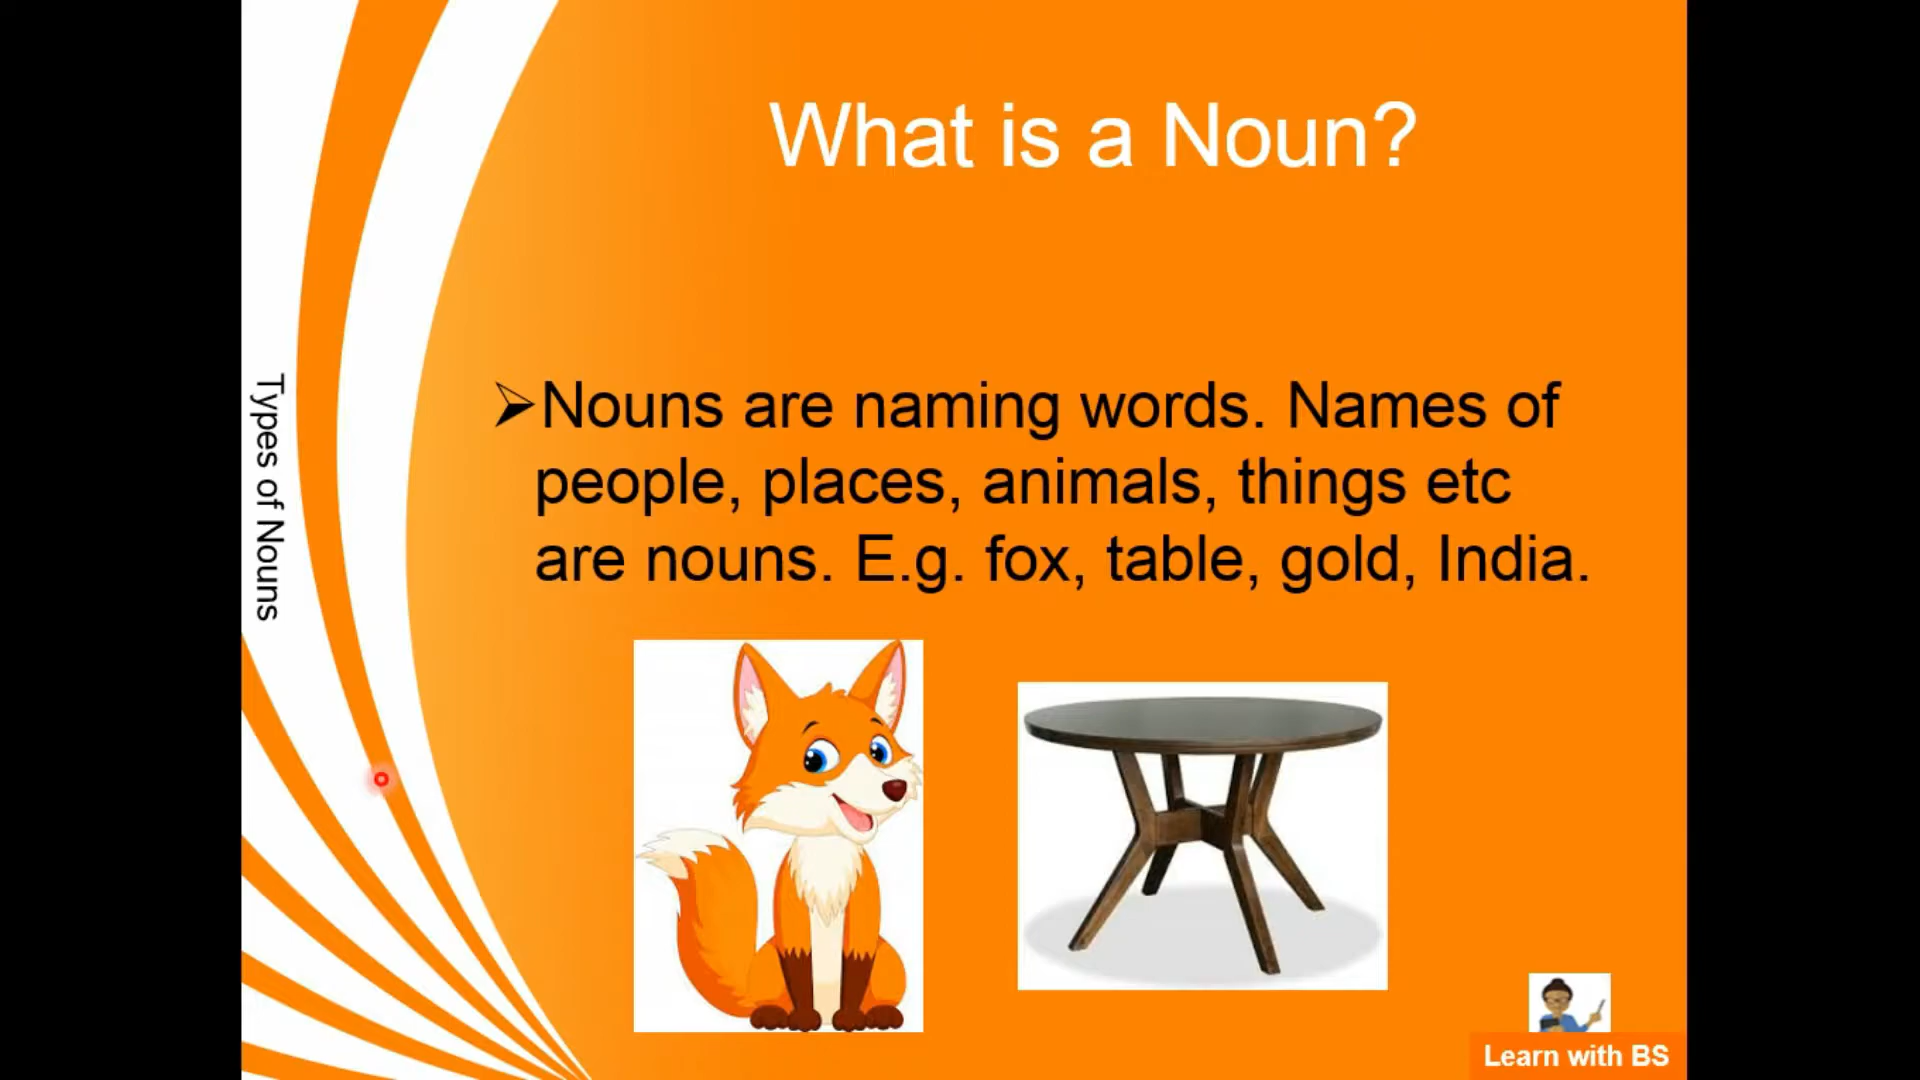 What is a Noun?
Types of Nouns
➢Nouns are naming words. Names of
people, places, animals, things etc
are nouns. E.g. fox, table, gold, India.
Learn with BS